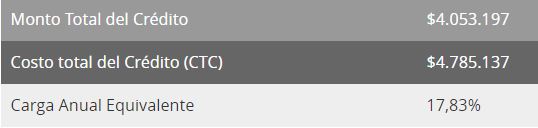 Monto Total del Crédito $4.053.197
Costo total del Crédito (CTC) $4.785.137
Carga Anual Equivalente 17,83%